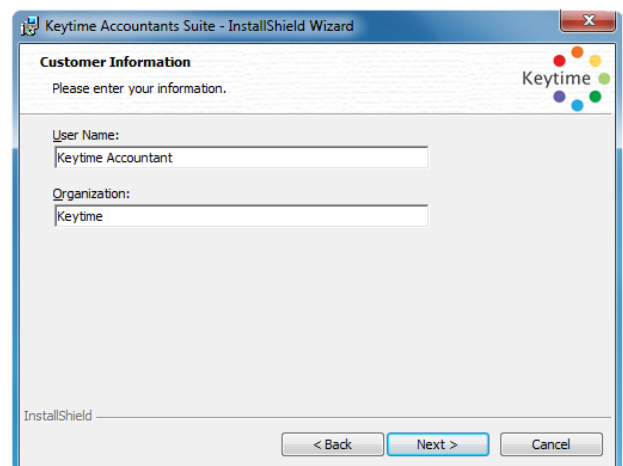 Keytime Accountants Suite - InstallShield Wizard
Customer Information
Please enter your information.
Keytime
User Name:
Keytime Accountant
Organization:
Keytime
InstallShield
< Back Next > Cancel